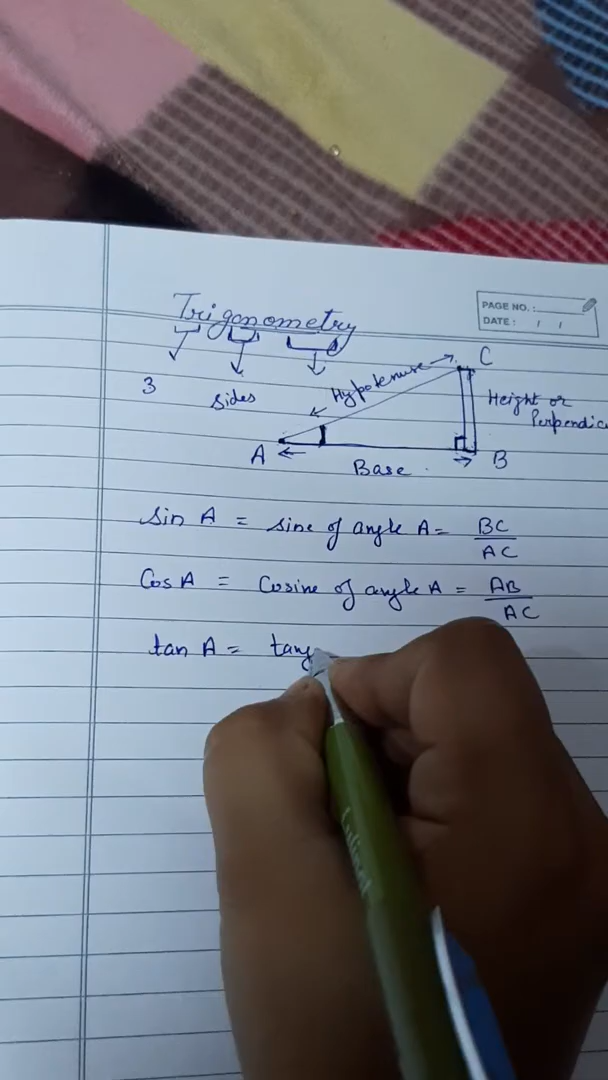 Trigonometry
PAGE NO.:
DATE: / /
3 Sides
Hypotenuse
C
Height or
Perpendic
A
Base
B
sin A = sine of angle A = BC/AC
Cos A = Cosine of angle A = AB/AC
tan A = tang